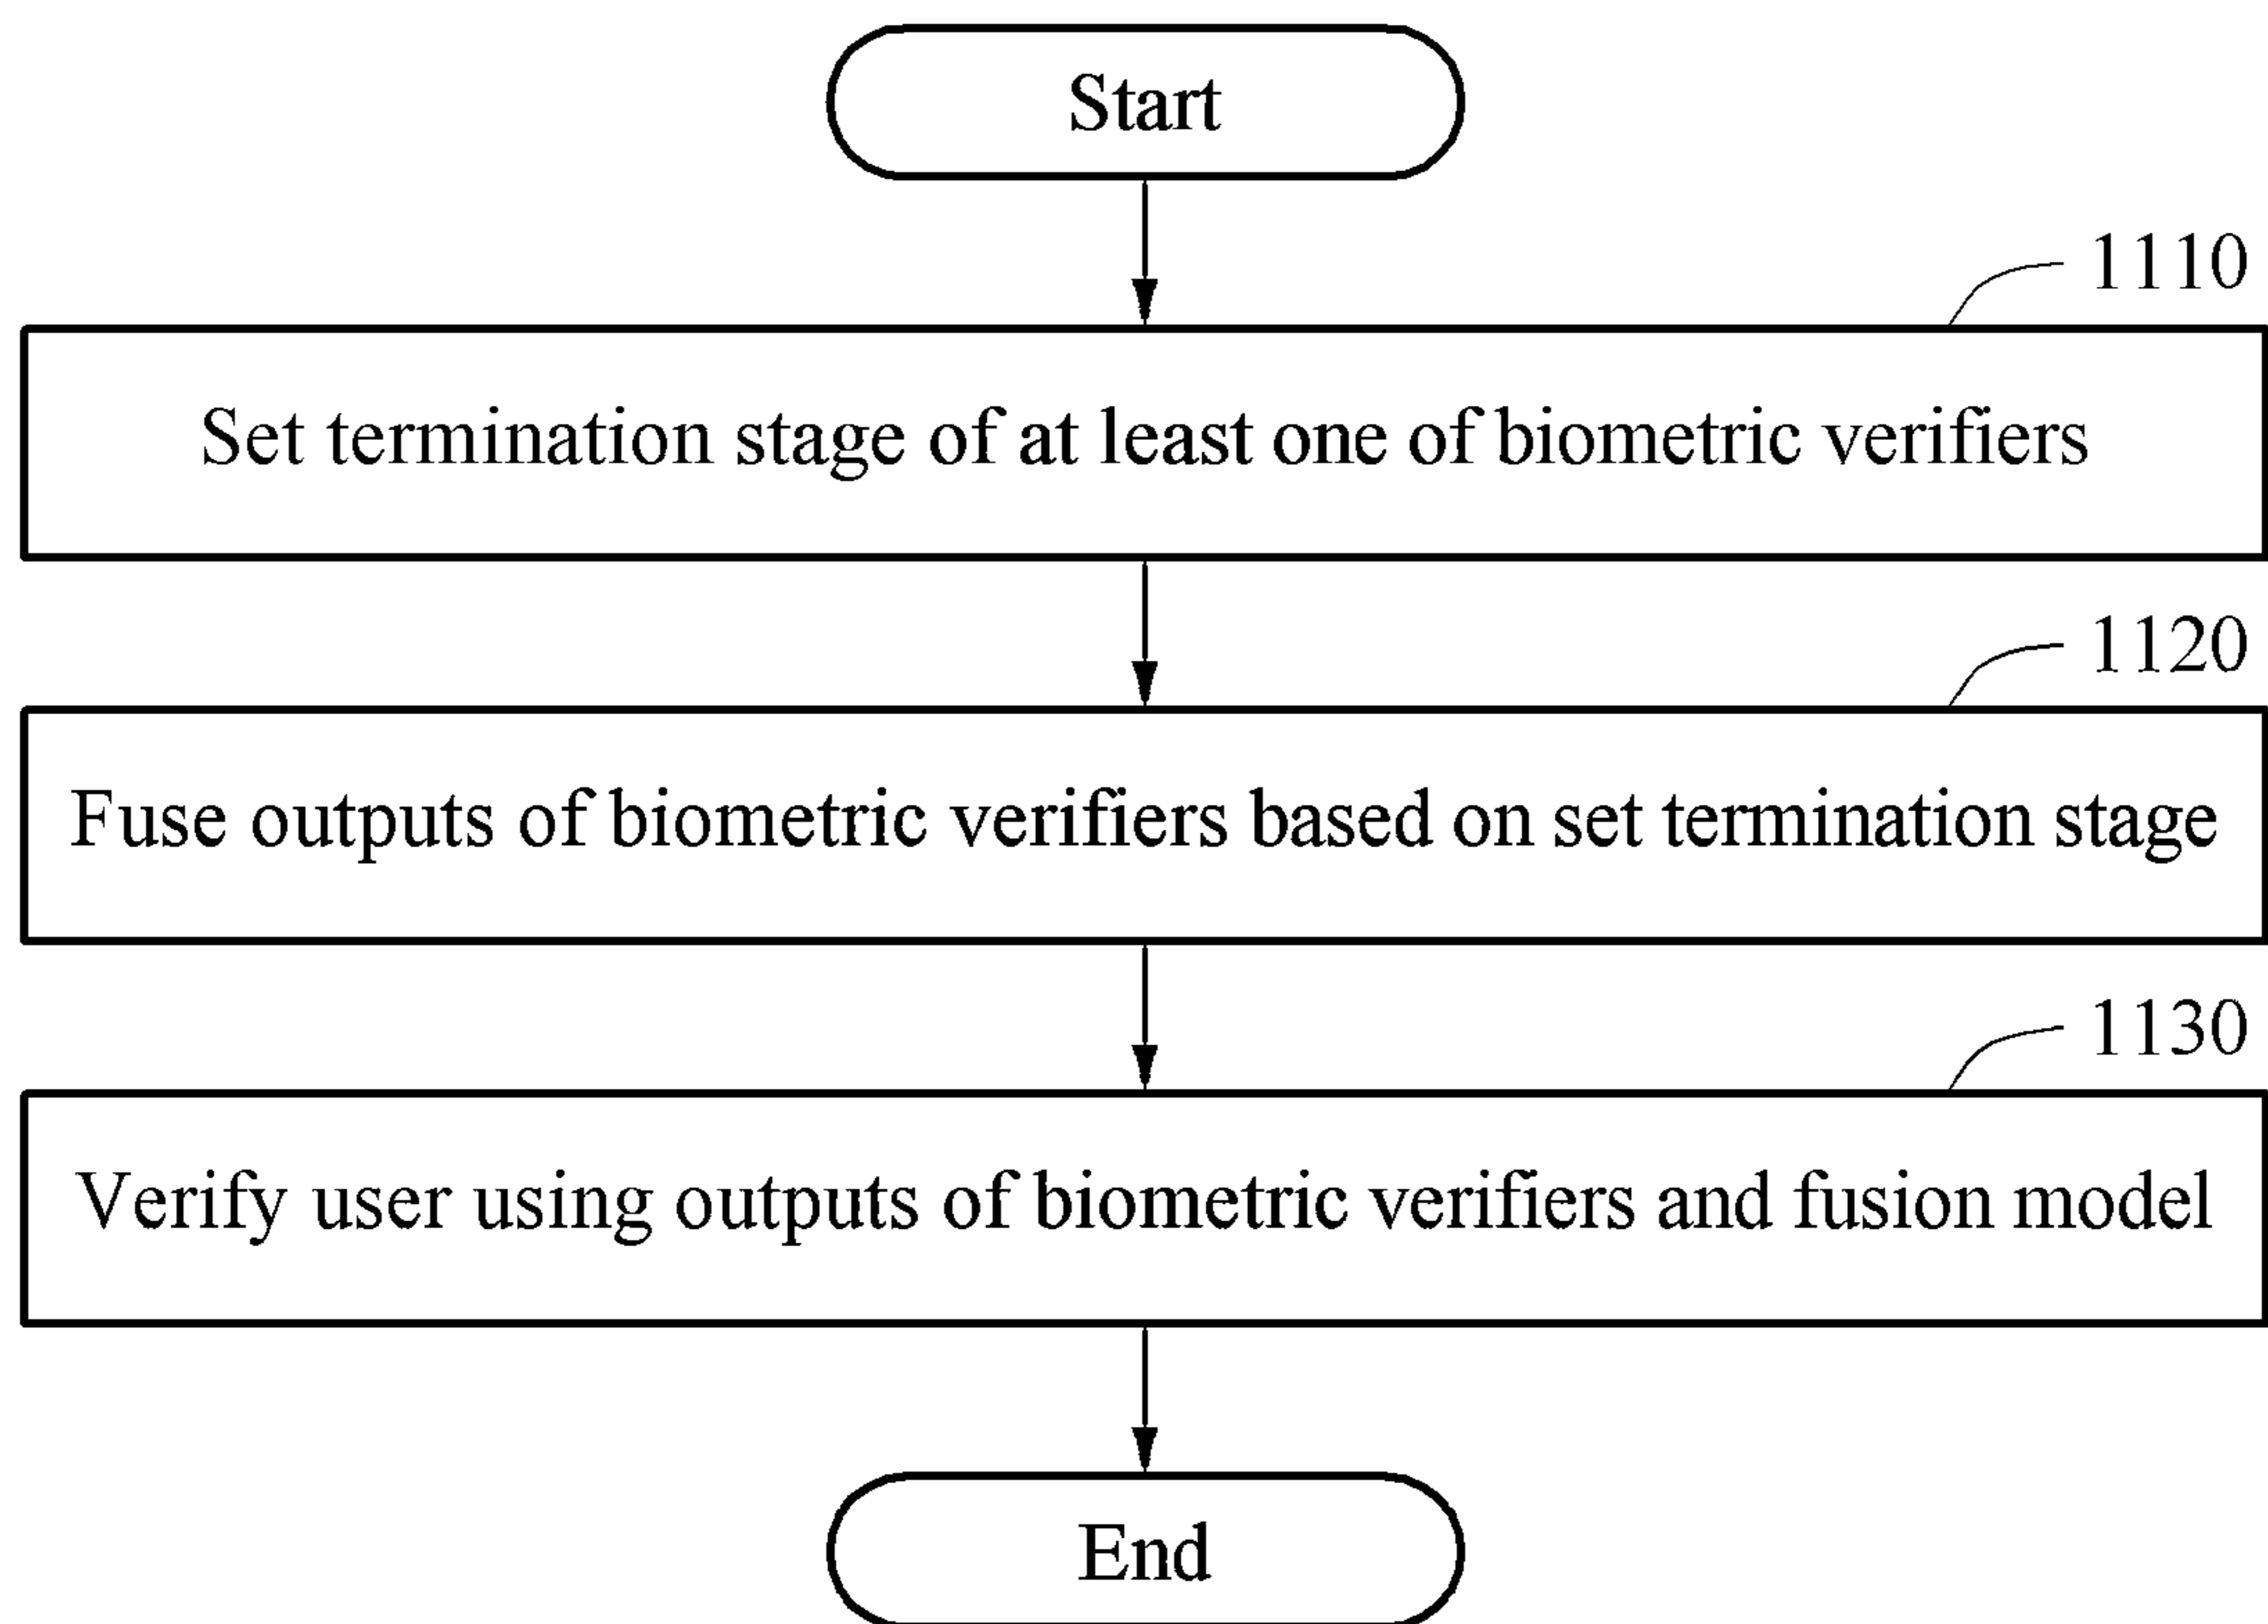 Start
1110
Set termination stage of at least one of biometric verifiers
1120
Fuse outputs of biometric verifiers based on set termination stage
1130
Verify user using outputs of biometric verifiers and fusion model
End